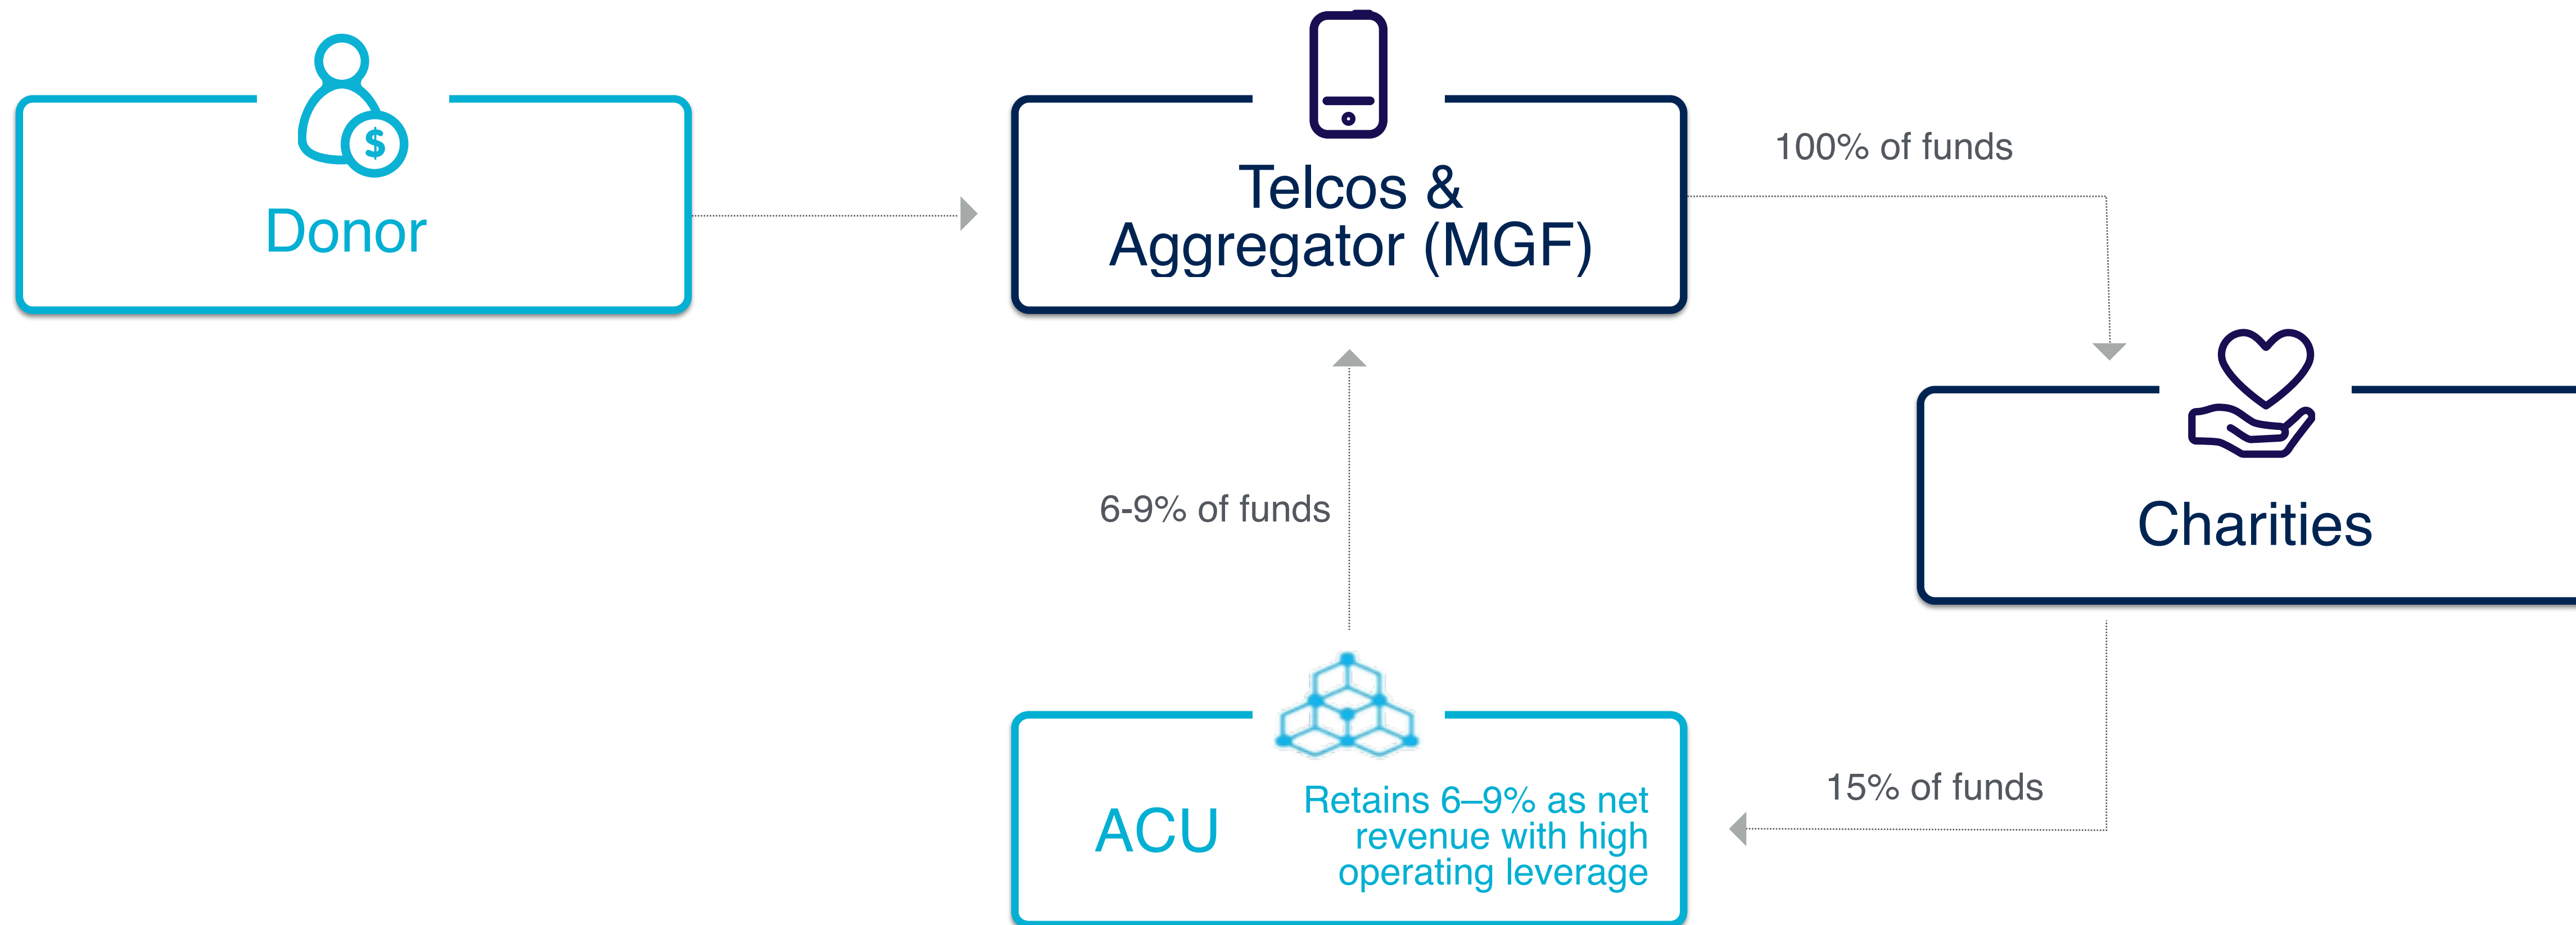 Donor
$
Telcos &
Aggregator (MGF)
100% of funds
Charities
6-9% of funds
15% of funds
ACU
Retains 6–9% as net
revenue with high
operating leverage